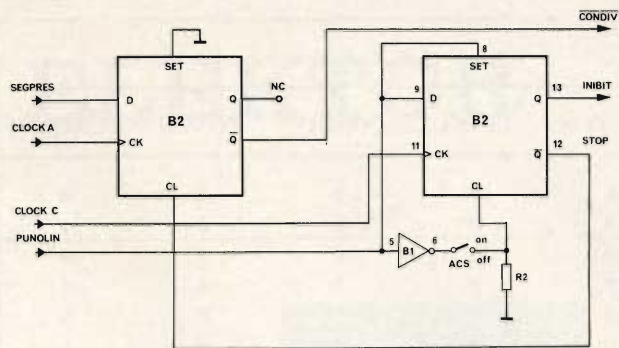 CONDIV
8
SET
SET
SEGPRES
D
Q
NC
9
D
Q
13
INIBIT
B2
B2
CLOCK A
CK
Q
11
CK
Q
12
STOP
CL
CL
CLOCK C
PUNOLIN
5
B1
6
on
off
ACS
R2